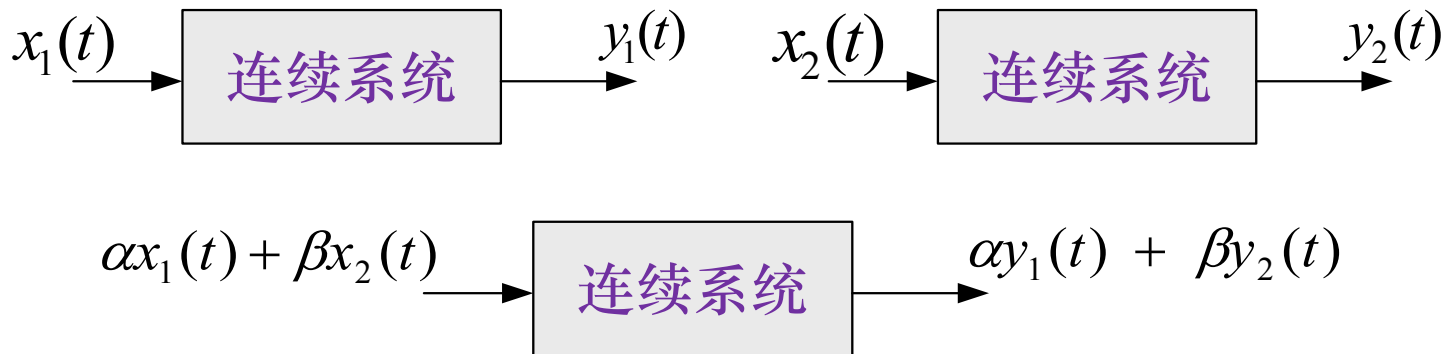 x₁(t) 连续系统 y₁(t) x₂(t) 连续系统 y₂(t)
αx₁(t) + βx₂(t) 连续系统 αy₁(t) + βy₂(t)